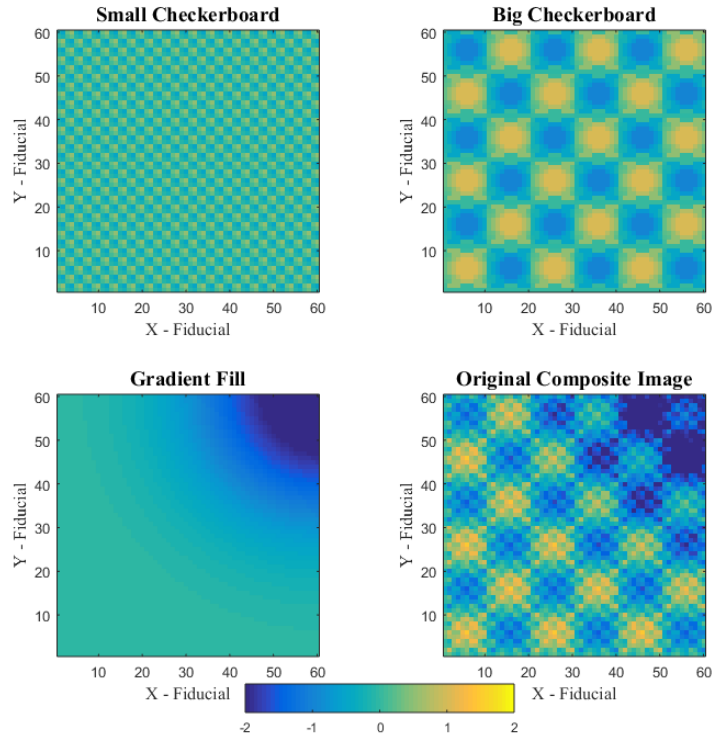 Small Checkerboard
60
50
40
30
20
10
Y - Fiducial
10 20 30 40 50 60
X - Fiducial
Big Checkerboard
60
50
40
30
20
10
Y - Fiducial
10 20 30 40 50 60
X - Fiducial
Gradient Fill
60
50
40
30
20
10
Y - Fiducial
10 20 30 40 50 60
X - Fiducial
Original Composite Image
60
50
40
30
20
10
Y - Fiducial
10 20 30 40 50 60
X - Fiducial
-2 -1 0 1 2